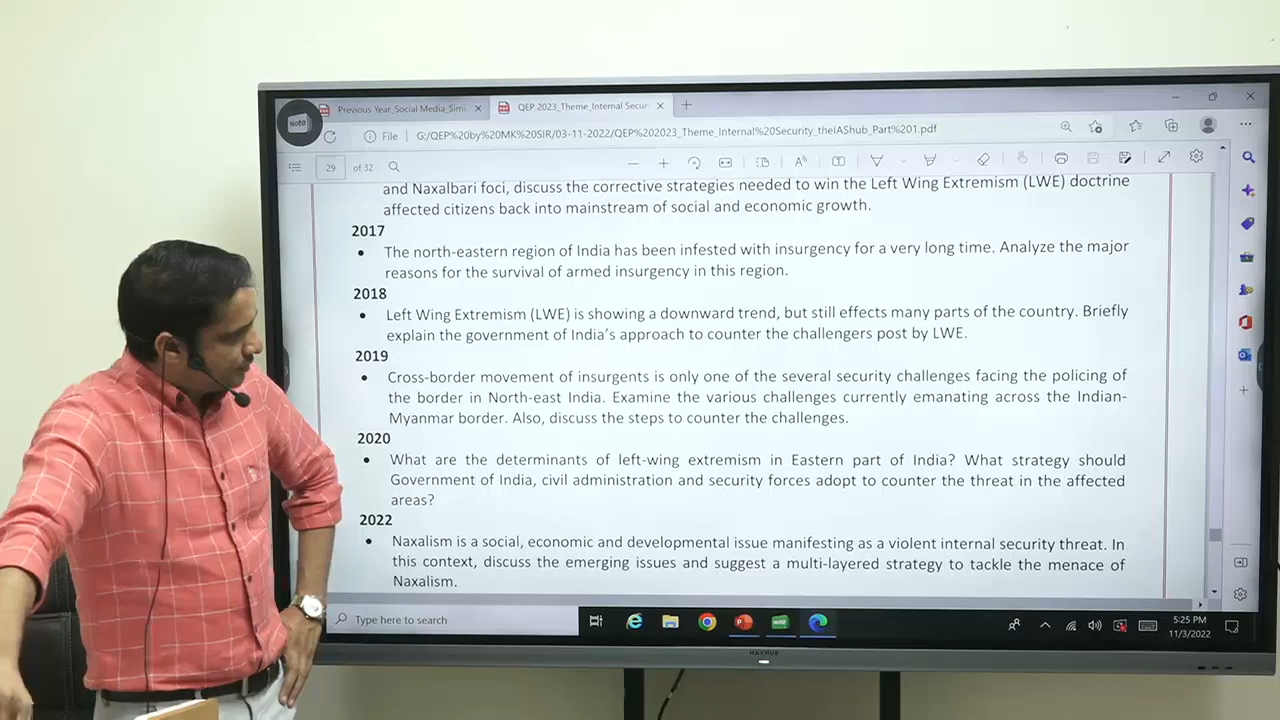 Previous Year_Social Media_Simi
QEP 2023_Theme_Internal Secur
Note
File
G:/QEP%20by%20MK%20SIR/03-11-2022/QEP%202023_Theme_Internal%20Security_theIAShub_Part%201.pdf
29 of 32
and Naxalbari foci, discuss the corrective strategies needed to win the Left Wing Extremism (LWE) doctrine
affected citizens back into mainstream of social and economic growth.
2017
• The north-eastern region of India has been infested with insurgency for a very long time. Analyze the major
reasons for the survival of armed insurgency in this region.
2018
• Left Wing Extremism (LWE) is showing a downward trend, but still effects many parts of the country. Briefly
explain the government of India's approach to counter the challengers post by LWE.
2019
• Cross-border movement of insurgents is only one of the several security challenges facing the policing of
the border in North-east India. Examine the various challenges currently emanating across the Indian-
Myanmar border. Also, discuss the steps to counter the challenges.
2020
• What are the determinants of left-wing extremism in Eastern part of India? What strategy should
Government of India, civil administration and security forces adopt to counter the threat in the affected
areas?
2022
• Naxalism is a social, economic and developmental issue manifesting as a violent internal security threat. In
this context, discuss the emerging issues and suggest a multi-layered strategy to tackle the menace of
Naxalism.
Type here to search
Note
5:25 PM
11/3/2022
MAXHUB